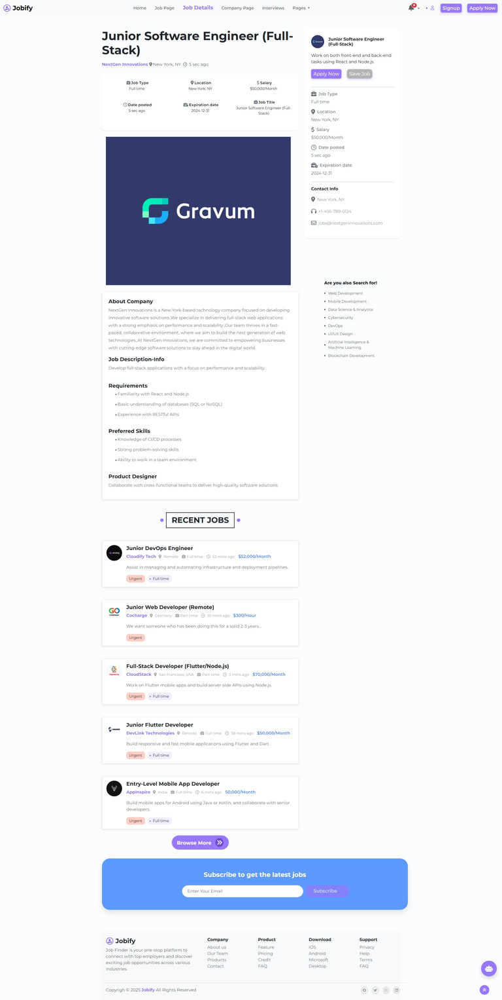 Jobify
Home
Job Page
Job Details
Company Page
Interviews
Pages
Signup
Apply Now
Junior Software Engineer (Full-
Stack)
NextGen Innovations New York, NY 5 sec ago
Job Type
Full time
Location
New York, NY
$ Salary
$50,000/Month
Date posted
5 sec ago
Expiration date
2024-12-31
Job Title
Junior Software Engineer (Full-
Stack)
Gravum
About Company
NextGen Innovations is a New York-based technology company focused on developing
innovative software solutions.,We specialize in delivering full-stack web applications
with a strong emphasis on performance and scalability.,Our team thrives in a fast-
paced, collaborative environment, where we aim to build the next generation of web
technologies.,At NextGen Innovations, we are committed to empowering businesses
with cutting-edge software solutions to stay ahead in the digital world.
Job Description-Info
Develop full-stack applications with a focus on performance and scalability.
Requirements
• Familiarity with React and Node.js
• Basic understanding of databases (SQL or NoSQL)
• Experience with RESTful APIs
Preferred Skills
• Knowledge of CI/CD processes
• Strong problem-solving skills
• Ability to work in a team environment
Product Designer
Collaborate with cross-functional teams to deliver high-quality software solutions.
Gravum
Junior Software Engineer
(Full-Stack)
Work on both front-end and back-end
tasks using React and Node.js.
Apply Now
Save Job
Job Type
Full time
Location
New York, NY
$ Salary
$50,000/Month
Date posted
5 sec ago
Expiration date
2024-12-31
Contact Info
New York, NY
+1-456-789-0124
jobs@nextgeninnovations.com
Are you also Search for!
• Web Development
• Mobile Development
• Data Science & Analytics
• Cybersecurity
• DevOps
• UI/UX Design
• Artificial Intelligence &
Machine Learning
• Blockchain Development
RECENT JOBS
Junior DevOps Engineer
Cloudify Tech Remote Full time 52 mins ago $52,000/Month
Assist in managing and automating infrastructure and deployment pipelines.
Urgent • Full time
GO
COMPANY
Junior Web Developer (Remote)
Cocharge Germany Part time 20 mins ago $300/Hour
We want someone who has been doing this for a solid 2-3 years...
Urgent
Full-Stack Developer (Flutter/Node.js)
CloudStack San Francisco, USA Part time 3 mins ago $70,000/Month
Work on Flutter mobile apps and build server-side APIs using Node.js.
Urgent • Full time
Junior Flutter Developer
DevLink Technologies Remote Full time 38 mins ago $50,000/Month
Build responsive and fast mobile applications using Flutter and Dart.
Urgent • Full time
Entry-Level Mobile App Developer
AppInspire India Full time 6 mins ago 50,000/Month
Build mobile apps for Android using Java or Kotlin, and collaborate with senior
developers.
Urgent • Full time
Browse More
Subscribe to get the latest jobs
Enter Your Email
Subscribe
Jobify
Job Finder is your one-stop platform to
connect with top employers and discover
exciting job opportunities across various
industries.
Company
About us
Our Team
Products
Contact
Product
Feature
Pricing
Credit
FAQ
Download
iOS
Android
Microsoft
Desktop
Support
Privacy
Help
Terms
FAQ
Copyrigh © 2025 Jobify All Rights Reserved